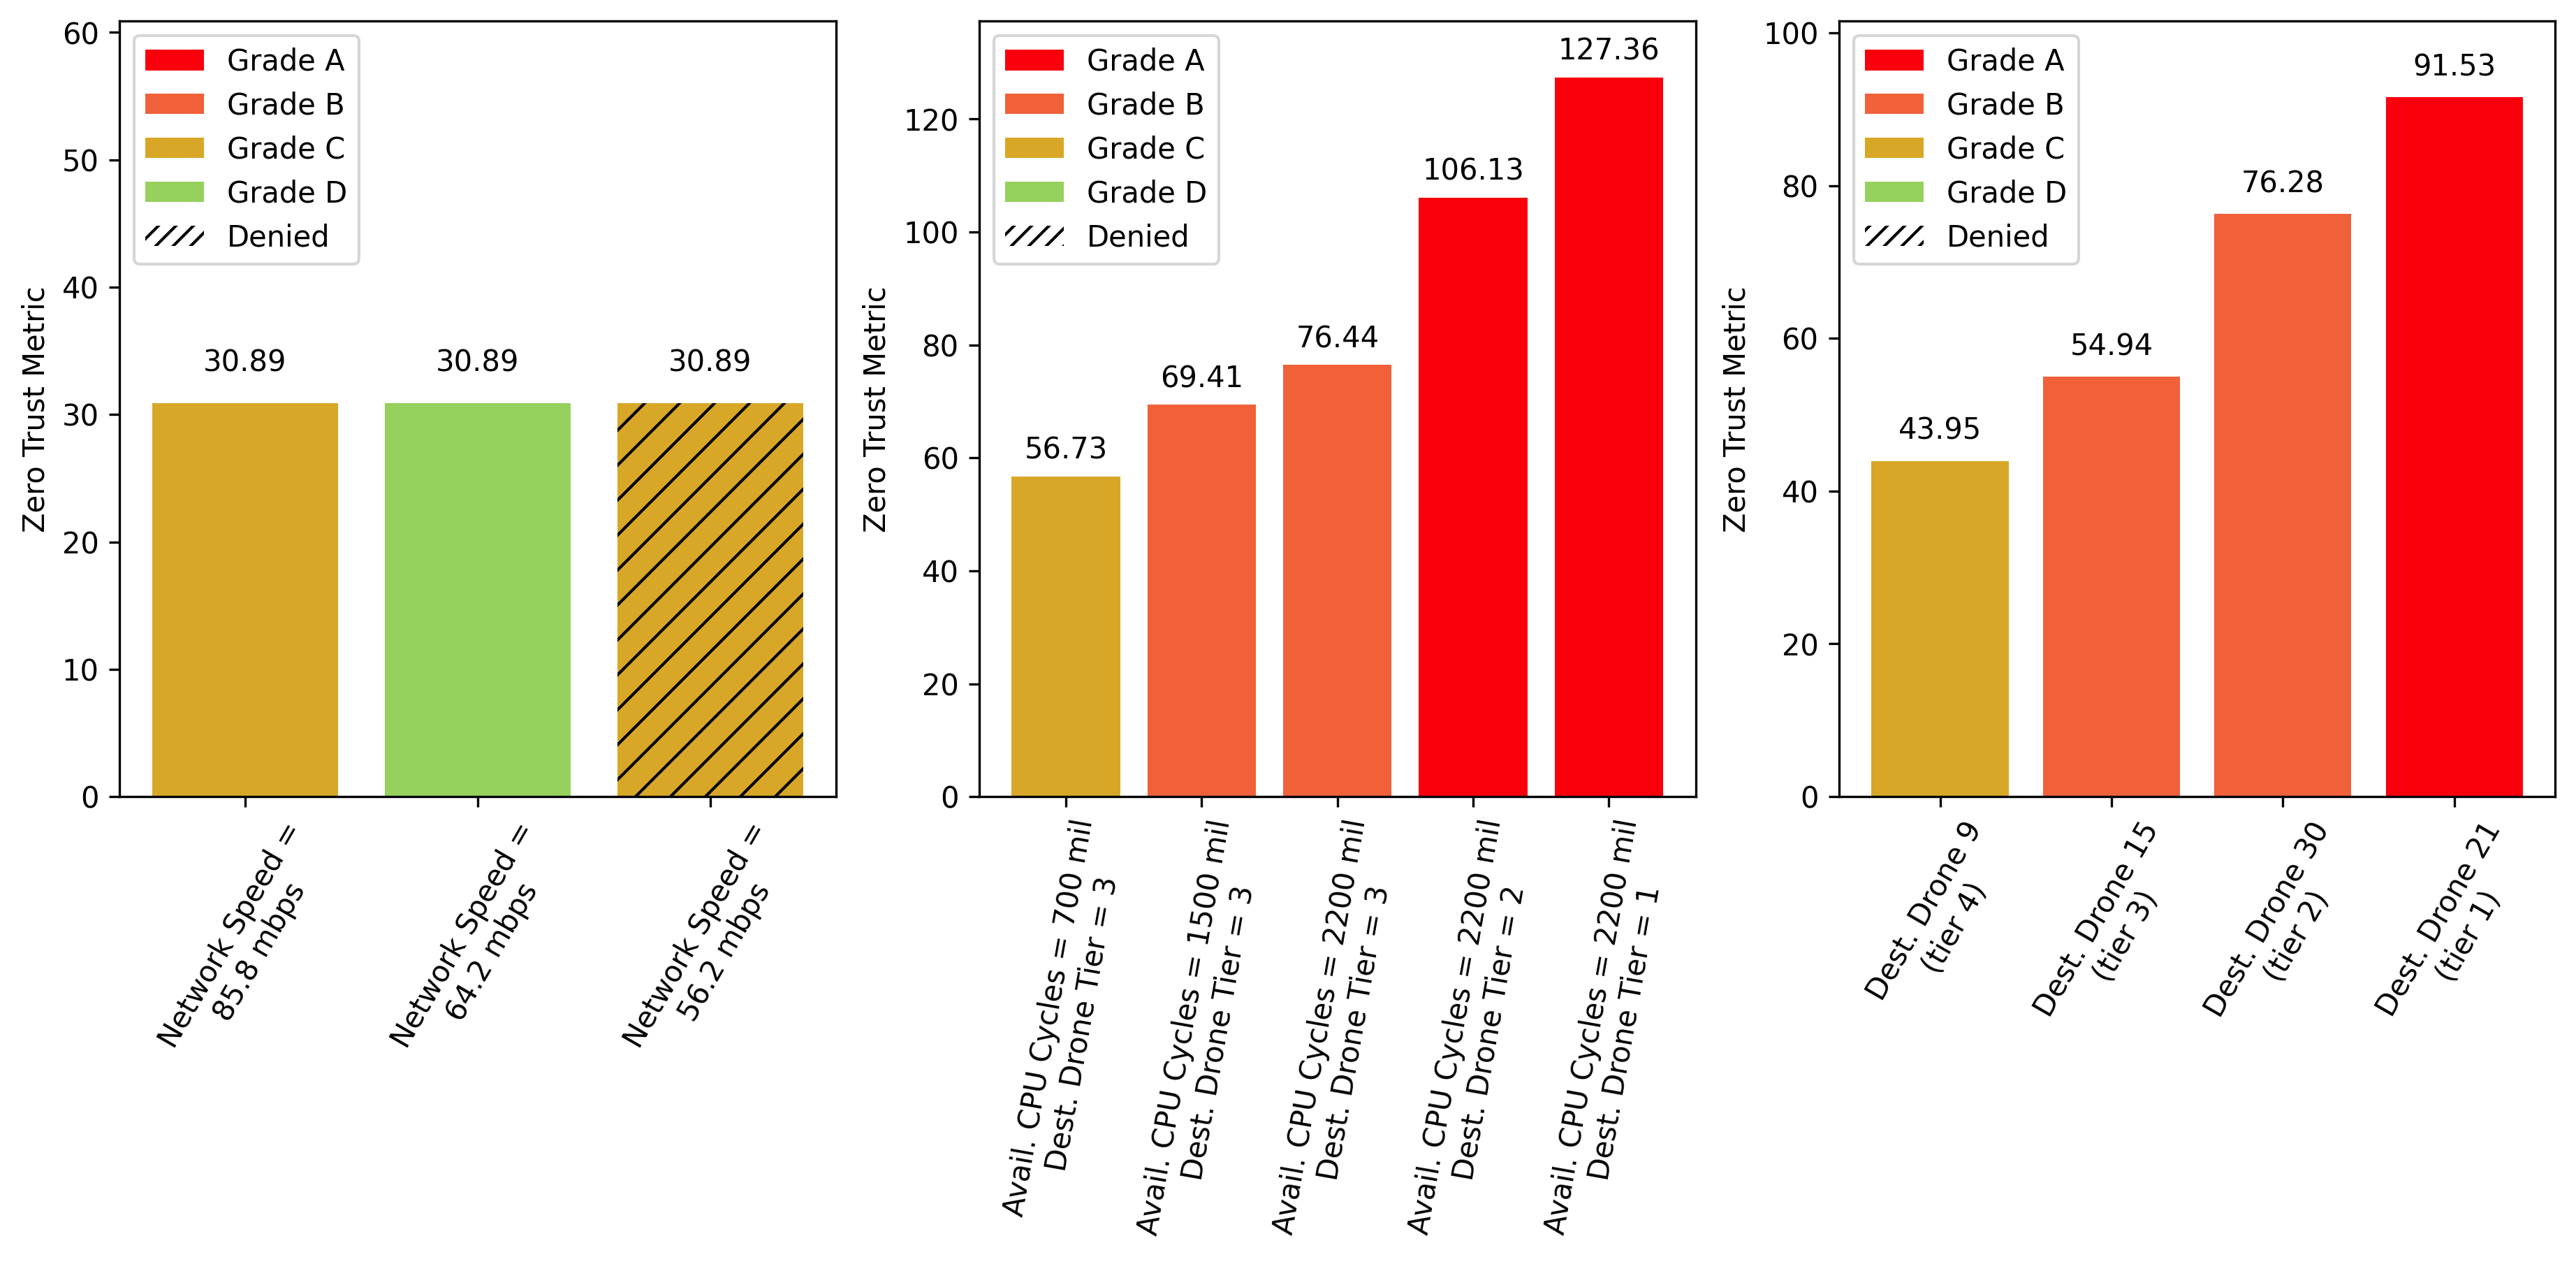 Zero Trust Metric
60
50
40
30
20
10
0
Grade A
Grade B
Grade C
Grade D
Denied
30.89
30.89
30.89
Network Speed =
85.8 mbps
Network Speed =
64.2 mbps
Network Speed =
56.2 mbps
Zero Trust Metric
120
100
80
60
40
20
0
Grade A
Grade B
Grade C
Grade D
Denied
56.73
69.41
76.44
106.13
127.36
Avail. CPU Cycles = 700 mil
Dest. Drone Tier = 3
Avail. CPU Cycles = 1500 mil
Dest. Drone Tier = 3
Avail. CPU Cycles = 2200 mil
Dest. Drone Tier = 3
Avail. CPU Cycles = 2200 mil
Dest. Drone Tier = 2
Avail. CPU Cycles = 2200 mil
Dest. Drone Tier = 1
Zero Trust Metric
100
80
60
40
20
0
Grade A
Grade B
Grade C
Grade D
Denied
43.95
54.94
76.28
91.53
Dest. Drone 9
(tier 4)
Dest. Drone 15
(tier 3)
Dest. Drone 30
(tier 2)
Dest. Drone 21
(tier 1)